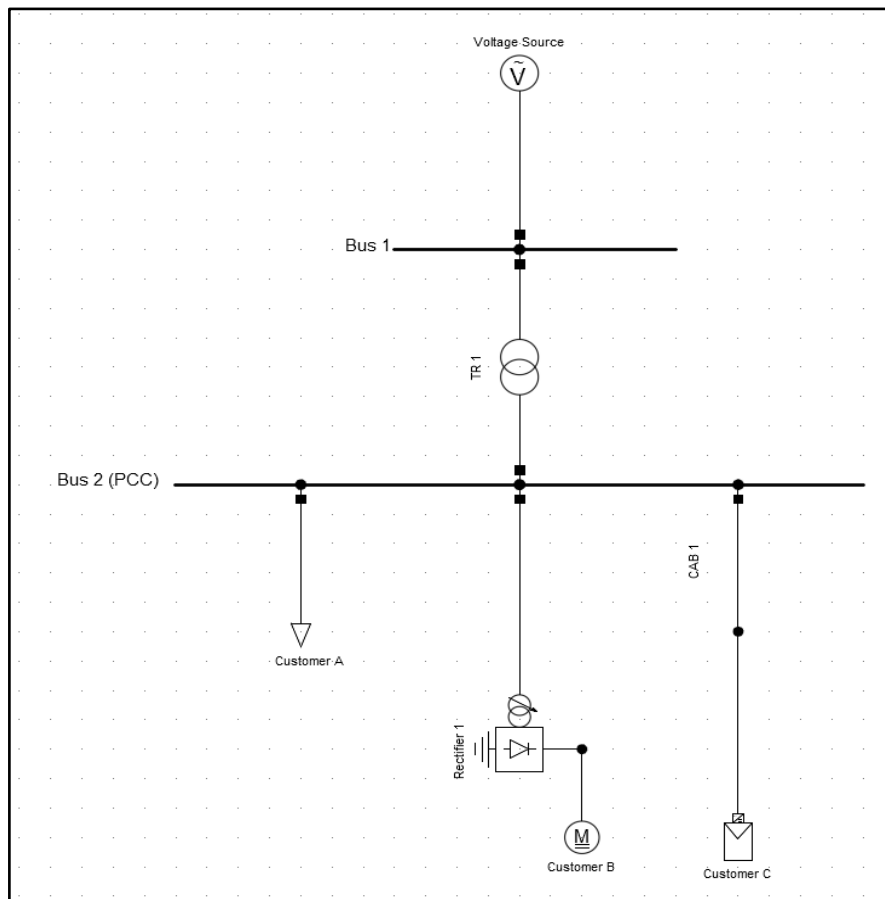 Voltage Source
Ṽ
Bus 1
TR 1
Bus 2 (PCC)
CAB 1
Customer A
Rectifier 1
M
Customer B
Customer C